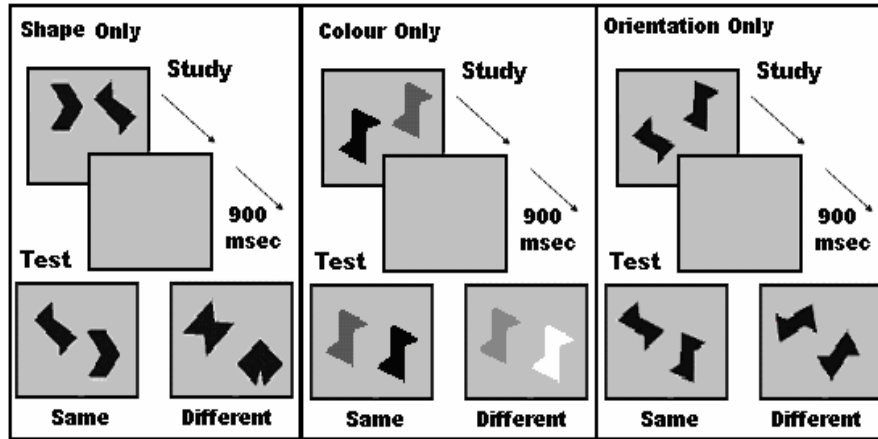 Shape Only
Study
900
msec
Test
Same Different
Colour Only
Study
900
msec
Test
Same Different
Orientation Only
Study
900
msec
Test
Same Different